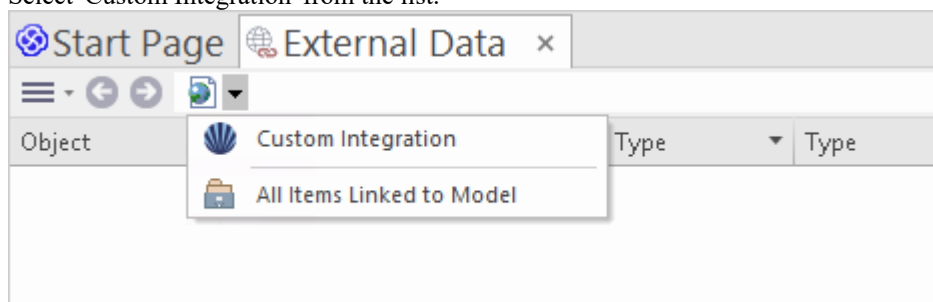 Select 'Custom Integration' from the list.
Start Page External Data ×
Object Type Type
Custom Integration
All Items Linked to Model